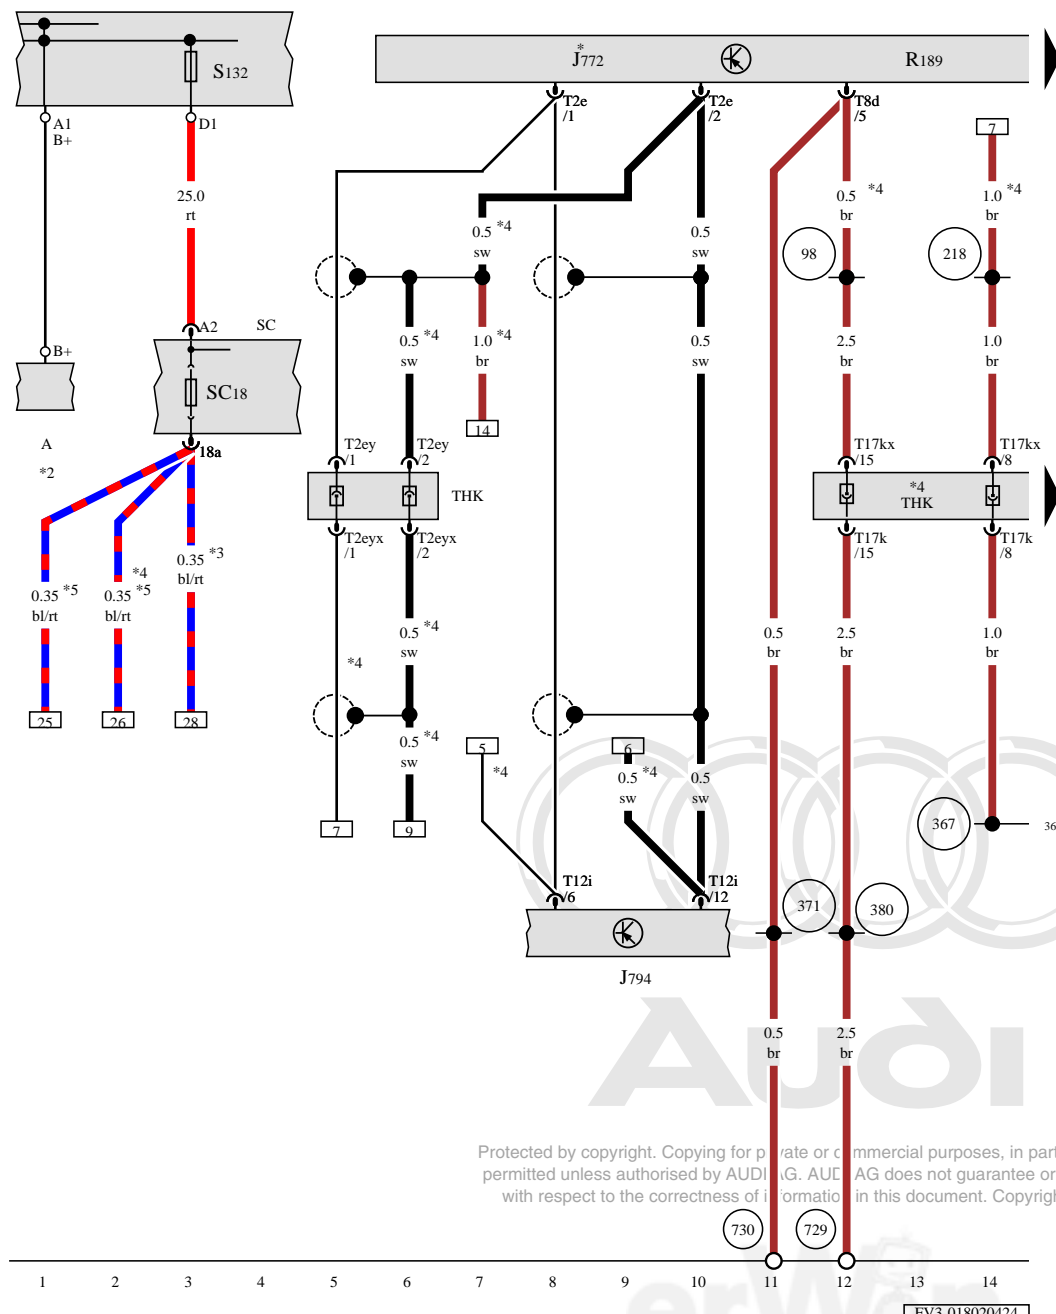 S132
J772
*
R189
A1
B+
D1
T2e
/1
T2e
/2
T8d
/5
7
25.0
rt
0.5 *4
sw
0.5 *4
br
1.0 *4
br
98
218
A2
SC
B+
SC18
0.5 *4
sw
1.0 *4
br
0.5
sw
2.5
br
1.0
br
14
A
*2
18a
T2ey
/1
T2ey
/2
T17kx
/15
T17kx
/8
THK
*4
THK
T2eyx
/1
T2eyx
/2
T17k
/15
T17k
/8
0.35 *5
bl/rt
*4
0.35 *5
bl/rt
0.35 *3
bl/rt
0.5 *4
sw
*4
0.5
br
2.5
br
1.0
br
25
26
28
0.5 *4
sw
5
*4
6
0.5 *4
sw
0.5
sw
7
9
367
36
T12i
/6
T12i
/12
371
380
J794
0.5
br
2.5
br
Audi
Protected by copyright. Copying for private or commercial purposes, in part
permitted unless authorised by AUDI AG. AUDI AG does not guarantee or
with respect to the correctness of information in this document. Copyrigh
730
729
erWin
1 2 3 4 5 6 7 8 9 10 11 12 13 14
EV3-018020424